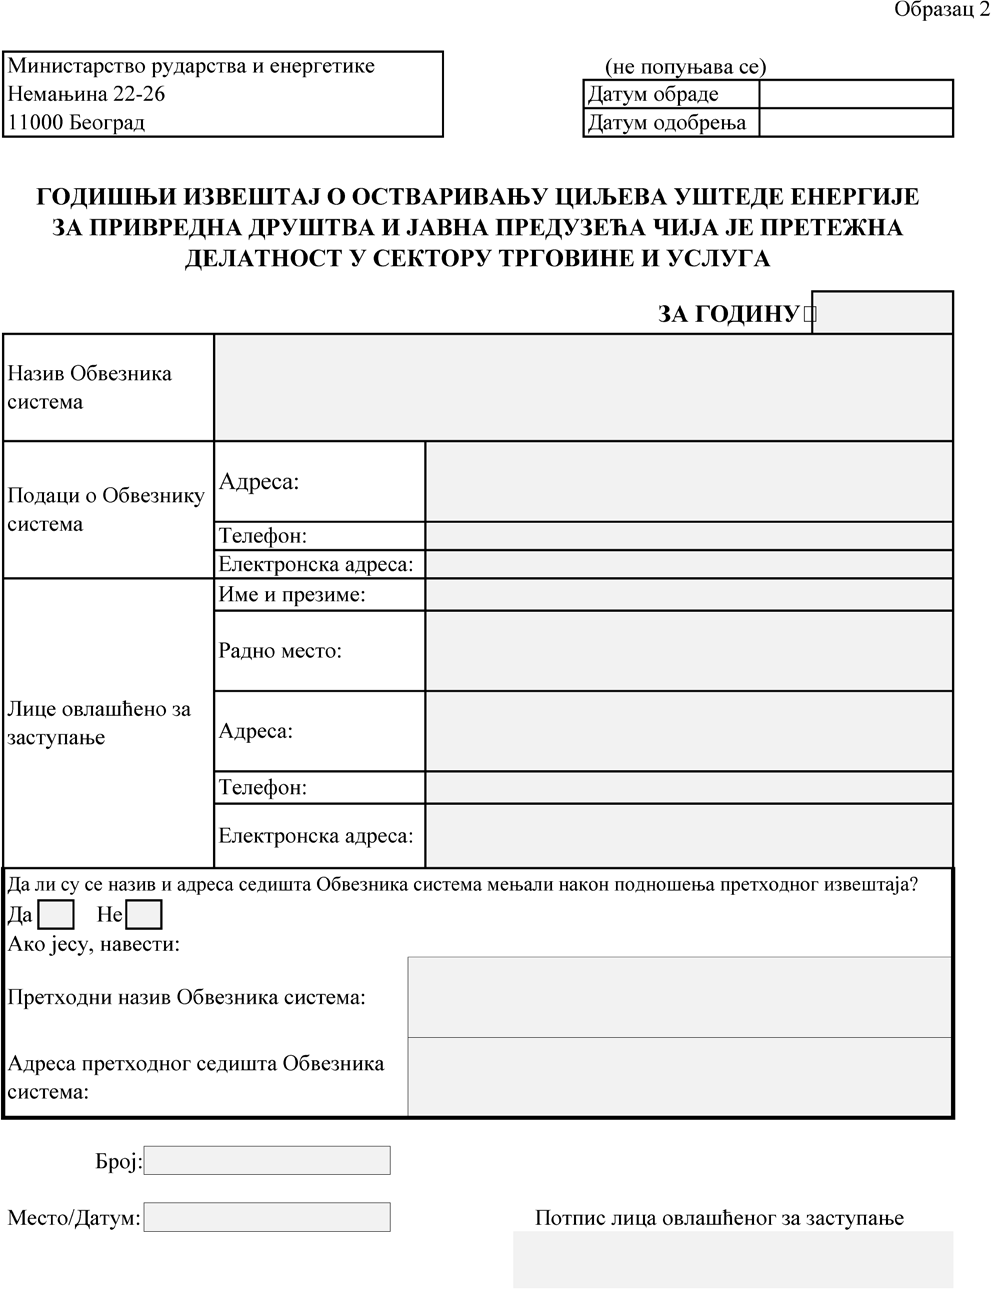 Образац 2
Министарство рударства и енергетике
Немањина 22-26
11000 Београд
(не попуњава се)
Датум обраде
Датум одобрења
ГОДИШЊИ ИЗВЕШТАЈ О ОСТВАРИВАЊУ ЦИЉЕВА УШТЕДЕ ЕНЕРГИЈЕ
ЗА ПРИВРЕДНА ДРУШТВА И ЈАВНА ПРЕДУЗЕЋА ЧИЈА ЈЕ ПРЕТЕЖНА
ДЕЛАТНОСТ У СЕКТОРУ ТРГОВИНЕ И УСЛУГА
ЗА ГОДИНУ
Назив Обвезника
система
Подаци о Обвезнику
система
Адреса:
Телефон:
Електронска адреса:
Лице овлашћено за
заступање
Име и презиме:
Радно место:
Адреса:
Телефон:
Електронска адреса:
Да ли су се назив и адреса седишта Обвезника система мењали након подношења претходног извештаја?
Да Не
Ако јесу, навести:
Претходни назив Обвезника система:
Адреса претходног седишта Обвезника
система:
Број:
Место/Датум:
Потпис лица овлашћеног за заступање